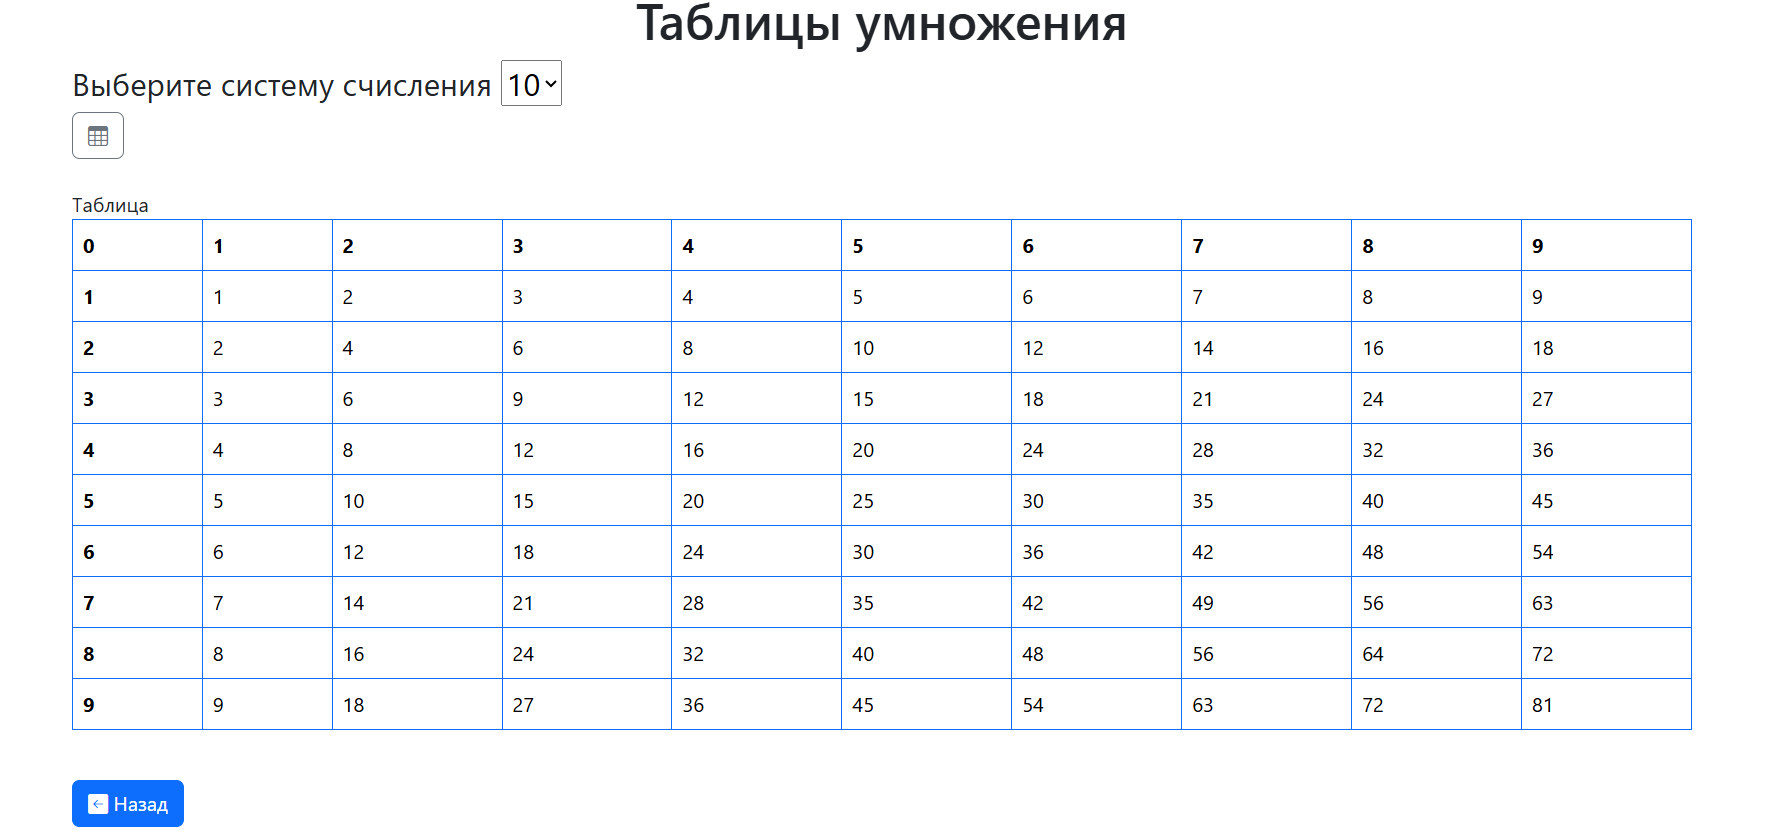 Таблицы умножения
Выберите систему счисления 10
Таблица
0 1 2 3 4 5 6 7 8 9
1 1 2 3 4 5 6 7 8 9
2 2 4 6 8 10 12 14 16 18
3 3 6 9 12 15 18 21 24 27
4 4 8 12 16 20 24 28 32 36
5 5 10 15 20 25 30 35 40 45
6 6 12 18 24 30 36 42 48 54
7 7 14 21 28 35 42 49 56 63
8 8 16 24 32 40 48 56 64 72
9 9 18 27 36 45 54 63 72 81
Назад